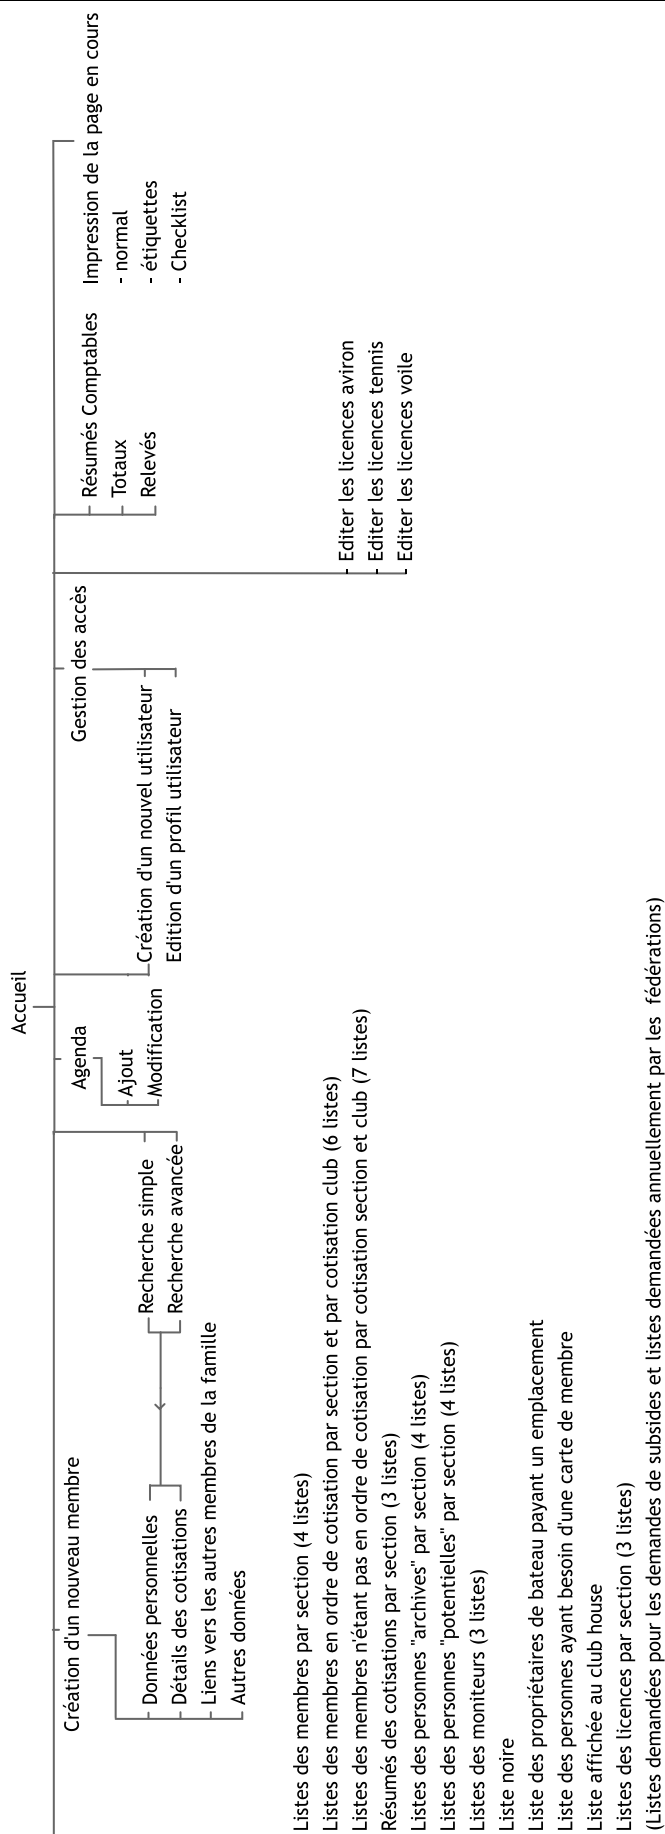 Accueil
Création d'un nouveau membre
Données personnelles
Détails des cotisations
Liens vers les autres membres de la famille
Autres données
Recherche simple
Recherche avancée
Agenda
Ajout
Modification
Gestion des accès
Création d'un nouvel utilisateur
Edition d'un profil utilisateur
Résumés Comptables
Totaux
Relevés
Impression de la page en cours
- normal
- étiquettes
- Checklist
Editer les licences aviron
Editer les licences tennis
Editer les licences voile
Listes des membres par section (4 listes)
Listes des membres en ordre de cotisation par section et par cotisation club (6 listes)
Listes des membres n'étant pas en ordre de cotisation par cotisation section et club (7 listes)
Résumés des cotisations par section (3 listes)
Listes des personnes "archives" par section (4 listes)
Listes des personnes "potentielles" par section (4 listes)
Listes des moniteurs (3 listes)
Liste noire
Liste des propriétaires de bateau payant un emplacement
Liste des personnes ayant besoin d'une carte de membre
Liste affichée au club house
Listes des licences par section (3 listes)
(Listes demandées pour les demandes de subsides et listes demandées annuellement par les fédérations)